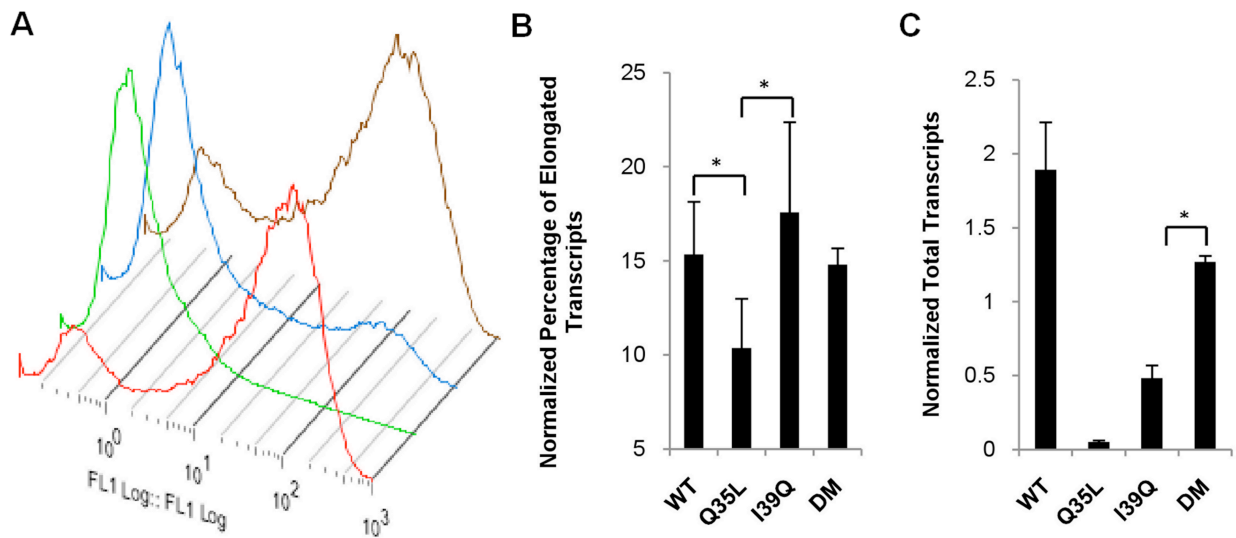 A
10⁰
10¹
10²
10³
FL1 Log:: FL1 Log
B
Normalized Percentage of Elongated
Transcripts
25
20
15
10
5
*
*
WT
Q35L
I39Q
DM
C
Normalized Total Transcripts
2.5
2
1.5
1
0.5
0
*
WT
Q35L
I39Q
DM